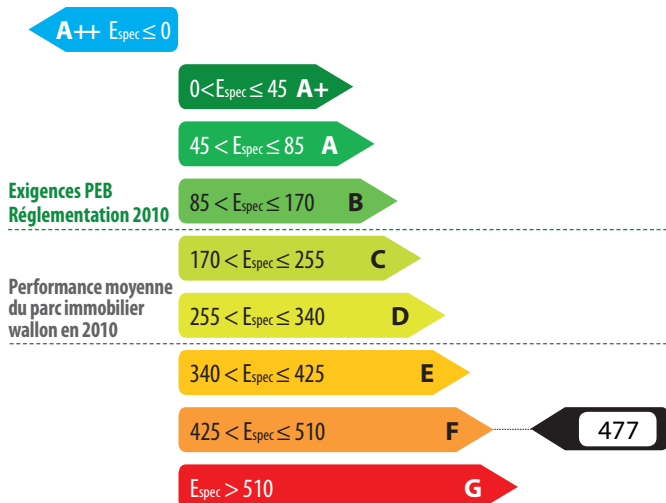 A++ Espec ≤ 0
0 < Espec ≤ 45 A+
45 < Espec ≤ 85 A
Exigences PEB
Réglementation 2010
85 < Espec ≤ 170 B
170 < Espec ≤ 255 C
Performance moyenne
du parc immobilier
wallon en 2010
255 < Espec ≤ 340 D
340 < Espec ≤ 425 E
425 < Espec ≤ 510 F 477
Espec > 510 G